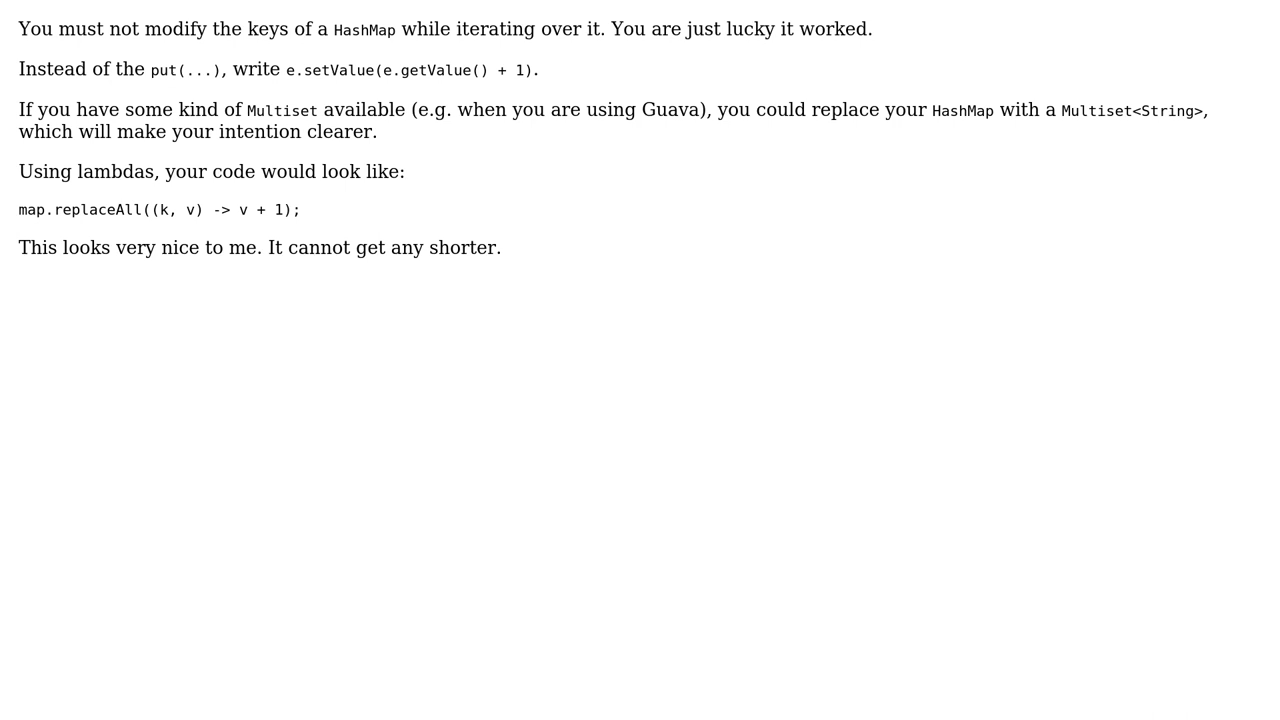 You must not modify the keys of a HashMap while iterating over it. You are just lucky it worked.
Instead of the put(...), write e.setValue(e.getValue() + 1).
If you have some kind of Multiset available (e.g. when you are using Guava), you could replace your HashMap with a Multiset<String>,
which will make your intention clearer.
Using lambdas, your code would look like:
map.replaceAll((k, v) -> v + 1);
This looks very nice to me. It cannot get any shorter.